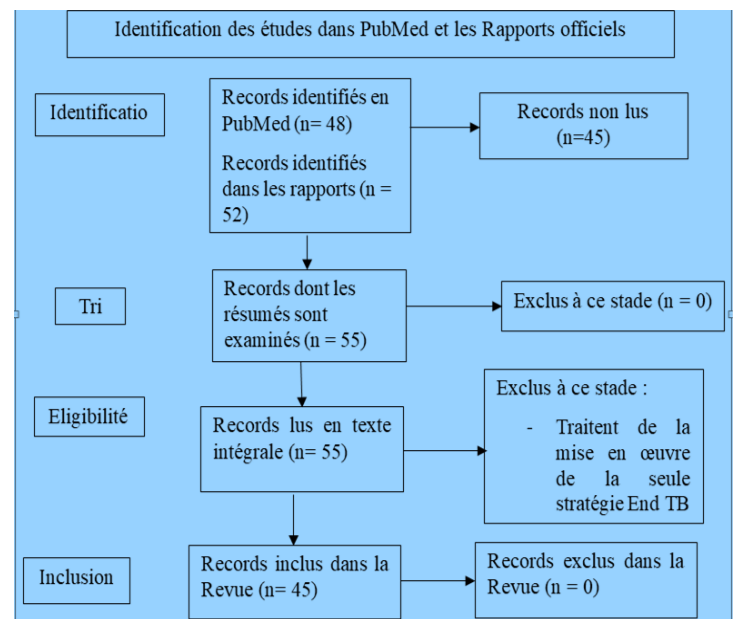 Identification des études dans PubMed et les Rapports officiels
Identificatio
Records identifiés en
PubMed (n= 48)
Records identifiés
dans les rapports (n =
52)
Records non lus
(n=45)
Tri
Records dont les
résumés sont
examinés (n = 55)
Exclus à ce stade (n = 0)
Eligibilité
Records lus en texte
intégrale (n= 55)
Exclus à ce stade :
- Traitent de la
mise en œuvre
de la seule
stratégie End TB
Inclusion
Records inclus dans la
Revue (n= 45)
Records exclus dans la
Revue (n = 0)